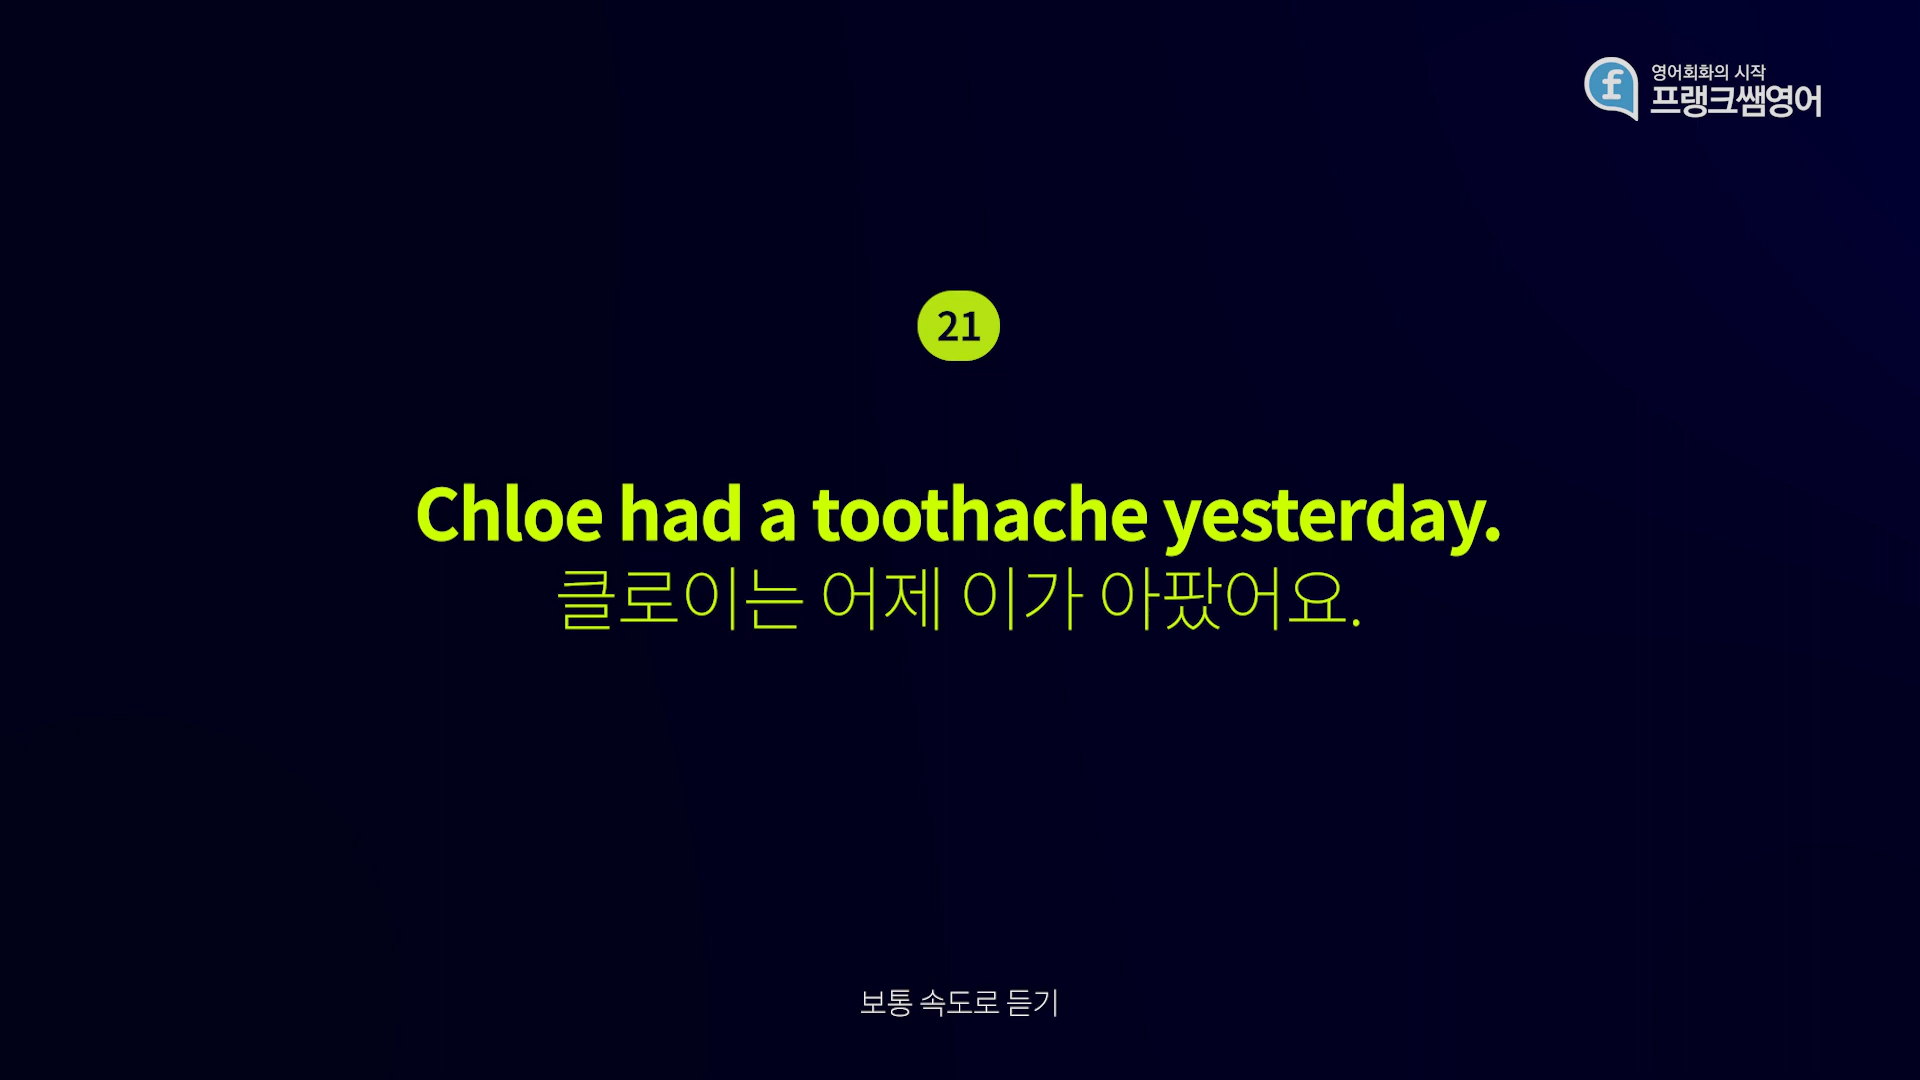 영어회화의 시작
프랭크쌤영어
21
Chloe had a toothache yesterday.
클로이는 어제 이가 아팠어요.
보통 속도로 듣기